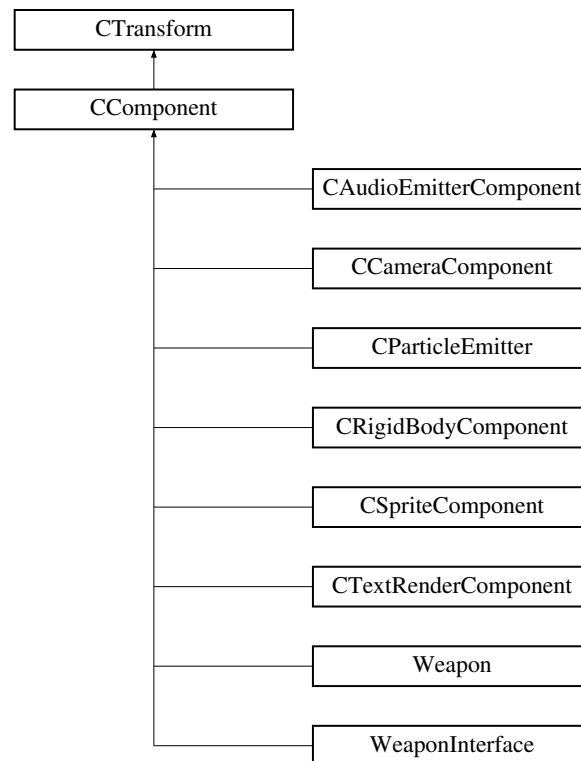 CTransform
CComponent
CAudioEmitterComponent
CCameraComponent
CParticleEmitter
CRigidBodyComponent
CSpriteComponent
CTextRenderComponent
Weapon
WeaponInterface